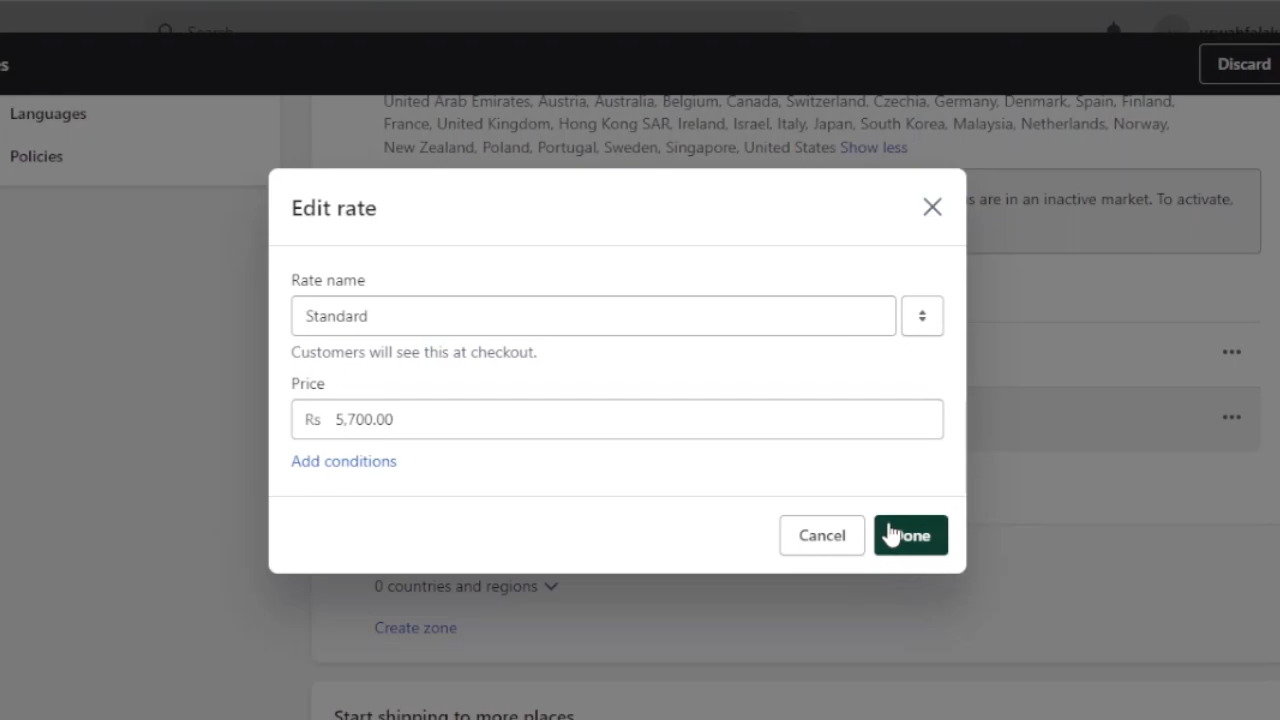 Search
Discard
Languages
Policies
United Arab Emirates, Austria, Australia, Belgium, Canada, Switzerland, Czechia, Germany, Denmark, Spain, Finland,
France, United Kingdom, Hong Kong SAR, Ireland, Israel, Italy, Japan, South Korea, Malaysia, Netherlands, Norway,
New Zealand, Poland, Portugal, Sweden, Singapore, United States Show less
are in an inactive market. To activate,
Edit rate
Rate name
Standard
Customers will see this at checkout.
Price
Rs 5,700.00
Add conditions
Cancel
Done
0 countries and regions
Create zone
Start shipping to more places